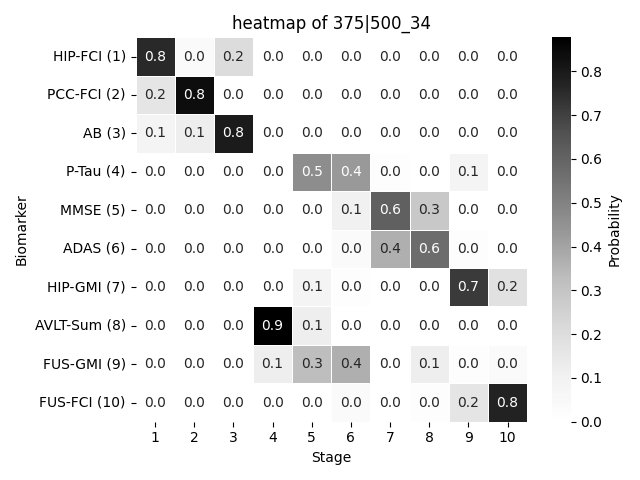 heatmap of 375|500_34
HIP-FCI (1) 0.8 0.0 0.2 0.0 0.0 0.0 0.0 0.0 0.0 0.0
PCC-FCI (2) 0.2 0.8 0.0 0.0 0.0 0.0 0.0 0.0 0.0 0.0
AB (3) 0.1 0.1 0.8 0.0 0.0 0.0 0.0 0.0 0.0 0.0
P-Tau (4) 0.0 0.0 0.0 0.0 0.5 0.4 0.0 0.0 0.1 0.0
MMSE (5) 0.0 0.0 0.0 0.0 0.0 0.1 0.6 0.3 0.0 0.0
ADAS (6) 0.0 0.0 0.0 0.0 0.0 0.0 0.4 0.6 0.0 0.0
HIP-GMI (7) 0.0 0.0 0.0 0.0 0.1 0.0 0.0 0.0 0.7 0.2
AVLT-Sum (8) 0.0 0.0 0.0 0.9 0.1 0.0 0.0 0.0 0.0 0.0
FUS-GMI (9) 0.0 0.0 0.0 0.1 0.3 0.4 0.0 0.1 0.0 0.0
FUS-FCI (10) 0.0 0.0 0.0 0.0 0.0 0.0 0.0 0.0 0.2 0.8
1 2 3 4 5 6 7 8 9 10
Stage
Biomarker
0.8
0.7
0.6
0.5
0.4
0.3
0.2
0.1
0.0
Probability